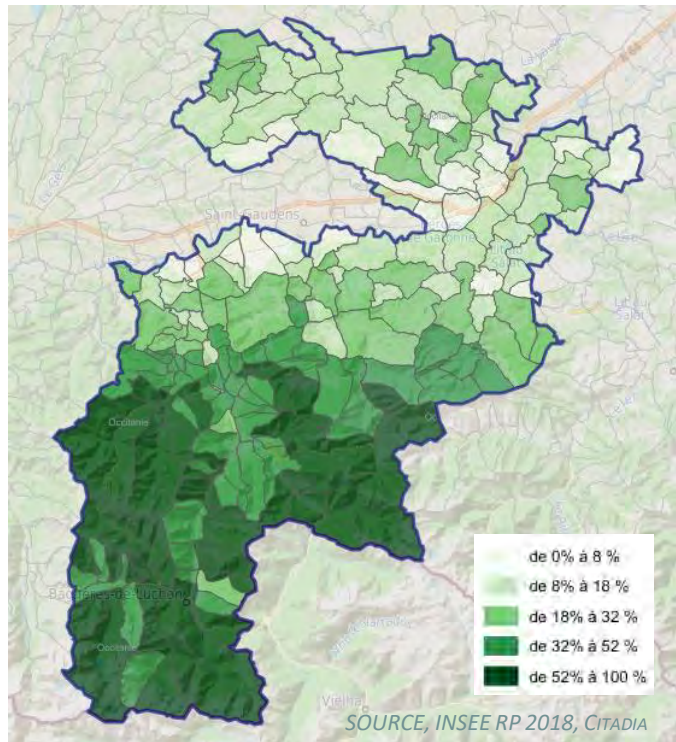 Saint-Gaudens
Occitanie
Bagnères-de-Luchon
Occitanie
Vielha
de 0% à 8 %
de 8% à 18 %
de 18% à 32 %
de 32% à 52 %
de 52% à 100 %
SOURCE, INSEE RP 2018, CITADIA